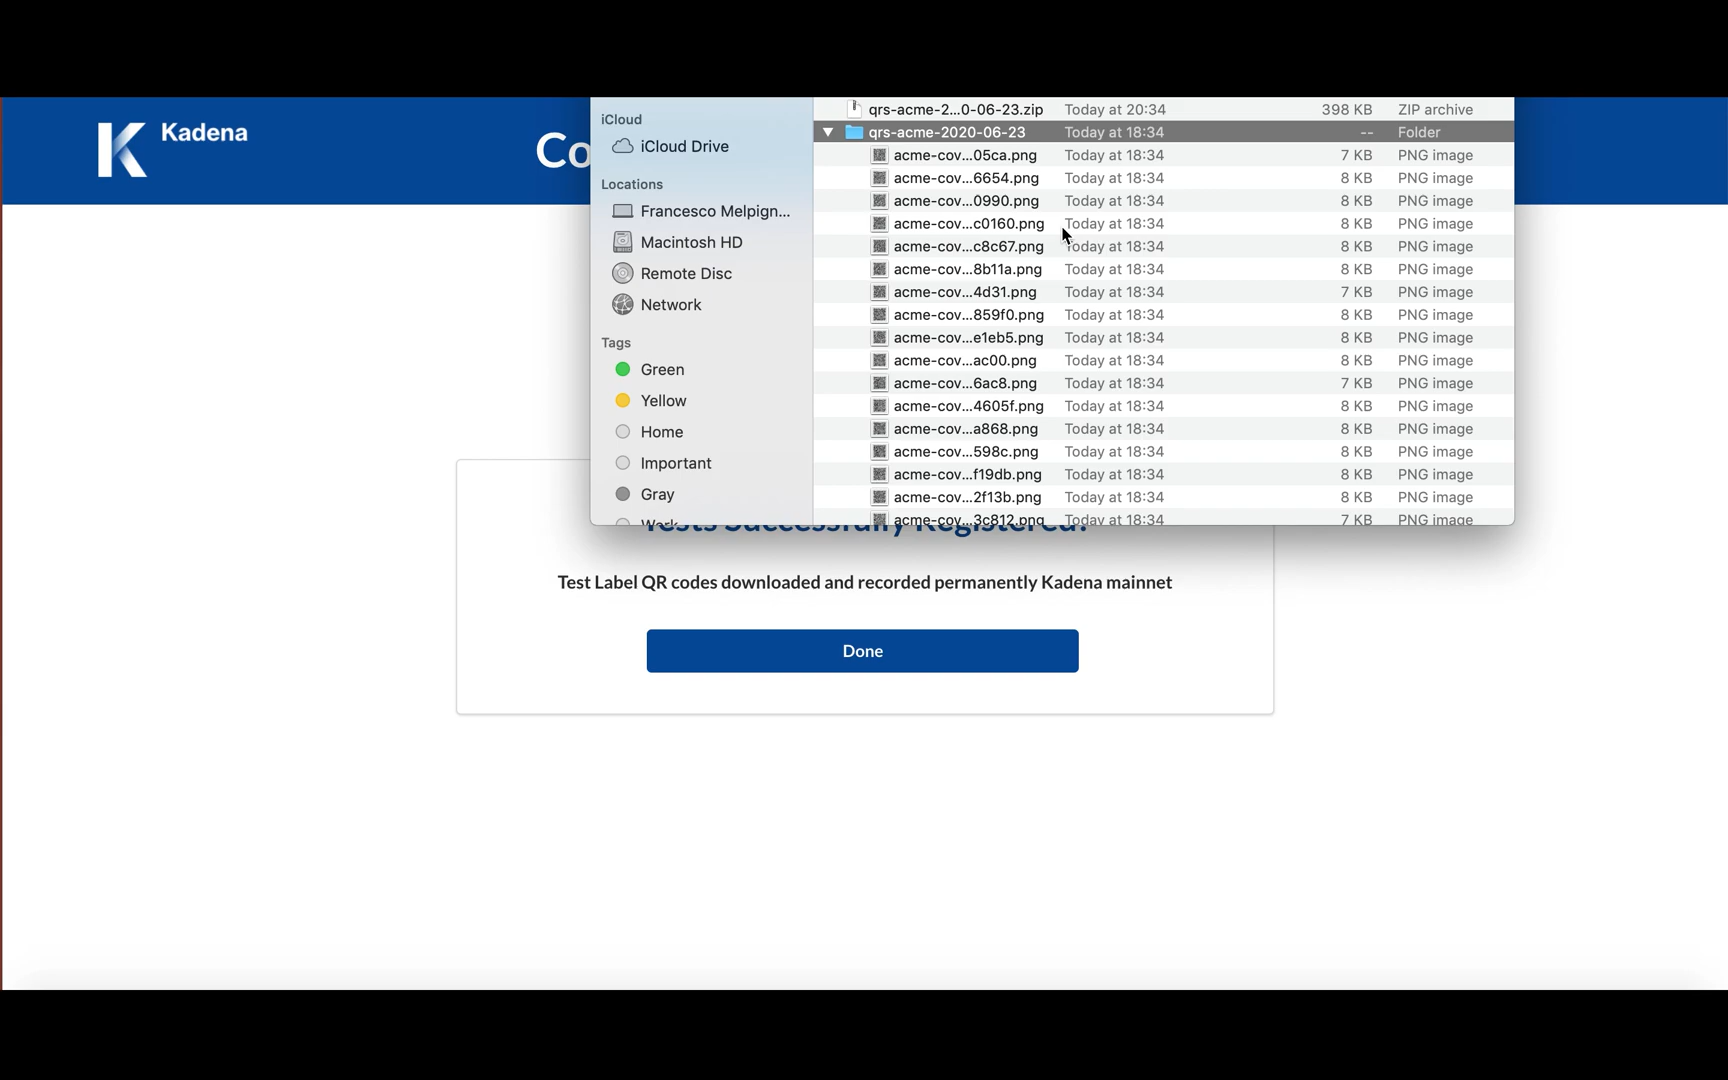 Kadena
Co
iCloud
iCloud Drive
Locations
Francesco Melpign...
Macintosh HD
Remote Disc
Network
Tags
Green
Yellow
Home
Important
Gray
Work
qrs-acme-2...0-06-23.zip Today at 20:34 398 KB ZIP archive
qrs-acme-2020-06-23 Today at 18:34 -- Folder
acme-cov...05ca.png Today at 18:34 7 KB PNG image
acme-cov...6654.png Today at 18:34 8 KB PNG image
acme-cov...0990.png Today at 18:34 8 KB PNG image
acme-cov...c0160.png Today at 18:34 8 KB PNG image
acme-cov...c8c67.png Today at 18:34 8 KB PNG image
acme-cov...8b11a.png Today at 18:34 8 KB PNG image
acme-cov...4d31.png Today at 18:34 7 KB PNG image
acme-cov...859f0.png Today at 18:34 8 KB PNG image
acme-cov...e1eb5.png Today at 18:34 8 KB PNG image
acme-cov...ac00.png Today at 18:34 8 KB PNG image
acme-cov...6ac8.png Today at 18:34 7 KB PNG image
acme-cov...4605f.png Today at 18:34 8 KB PNG image
acme-cov...a868.png Today at 18:34 8 KB PNG image
acme-cov...598c.png Today at 18:34 8 KB PNG image
acme-cov...f19db.png Today at 18:34 8 KB PNG image
acme-cov...2f13b.png Today at 18:34 8 KB PNG image
acme-cov...3c812.png Today at 18:34 7 KB PNG image
Tests Successfully Registered!
Test Label QR codes downloaded and recorded permanently Kadena mainnet
Done